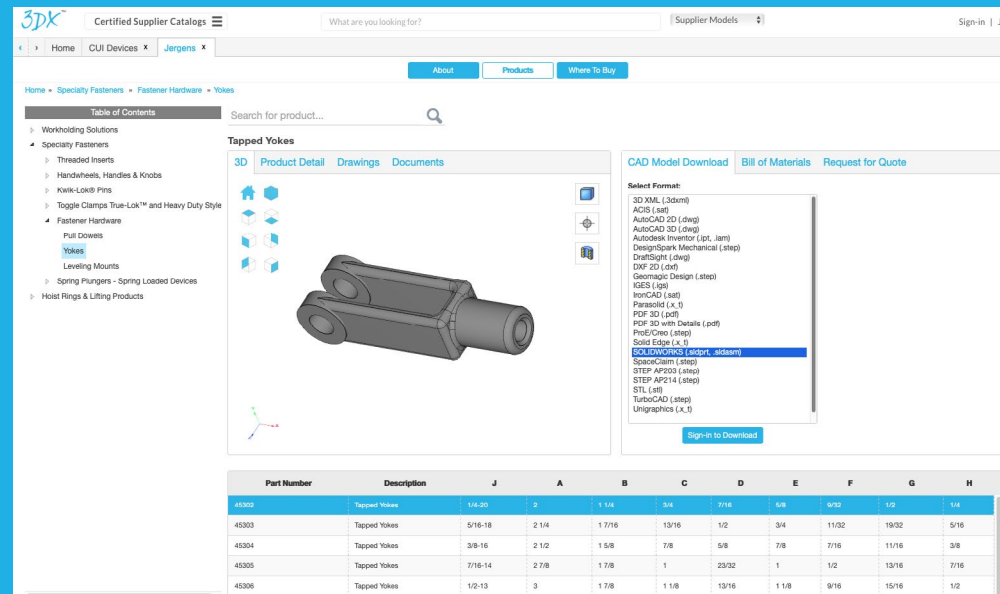 3DX™
Certified Supplier Catalogs
What are you looking for?
Supplier Models
Sign-in |
Home
CUI Devices x
Jergens x
About
Products
Where To Buy
Home » Specialty Fasteners » Fastener Hardware » Yokes
Table of Contents
Workholding Solutions
Specialty Fasteners
Threaded Inserts
Handwheels, Handles & Knobs
Kwik-Lok® Pins
Toggle Clamps True-Lok™ and Heavy Duty Style
Fastener Hardware
Pull Dowels
Yokes
Leveling Mounts
Spring Plungers - Spring Loaded Devices
Hoist Rings & Lifting Products
Search for product...
Tapped Yokes
3D Product Detail Drawings Documents
CAD Model Download Bill of Materials Request for Quote
Select Format:
3D XML (.3dxml)
ACIS (.sat)
AutoCAD 2D (.dwg)
AutoCAD 3D (.dwg)
Autodesk Inventor (.ipt, .iam)
DesignSpark Mechanical (.step)
DraftSight (.dwg)
DXF 2D (.dxf)
Geomagic Design (.step)
IGES (.igs)
IronCAD (.sat)
Parasolid (.x_t)
PDF 3D (.pdf)
PDF 3D with Details (.pdf)
ProE/Creo (.step)
Solid Edge (.x_t)
SOLIDWORKS (.sldprt, .sldasm)
SpaceClaim (.step)
STEP AP203 (.step)
STEP AP214 (.step)
STL (.stl)
TurboCAD (.step)
Unigraphics (.x_t)
Sign-in to Download
Part Number Description J A B C D E F G H
45302 Tapped Yokes 1/4-20 2 1 1/4 3/4 7/16 5/8 9/32 1/2 1/4
45303 Tapped Yokes 5/16-18 2 1/4 1 7/16 13/16 1/2 3/4 11/32 19/32 5/16
45304 Tapped Yokes 3/8-16 2 1/2 1 5/8 7/8 5/8 7/8 7/16 11/16 3/8
45305 Tapped Yokes 7/16-14 2 7/8 1 7/8 1 23/32 1 1/2 13/16 7/16
45306 Tapped Yokes 1/2-13 3 1 7/8 1 1/8 13/16 1 1/8 9/16 15/16 1/2